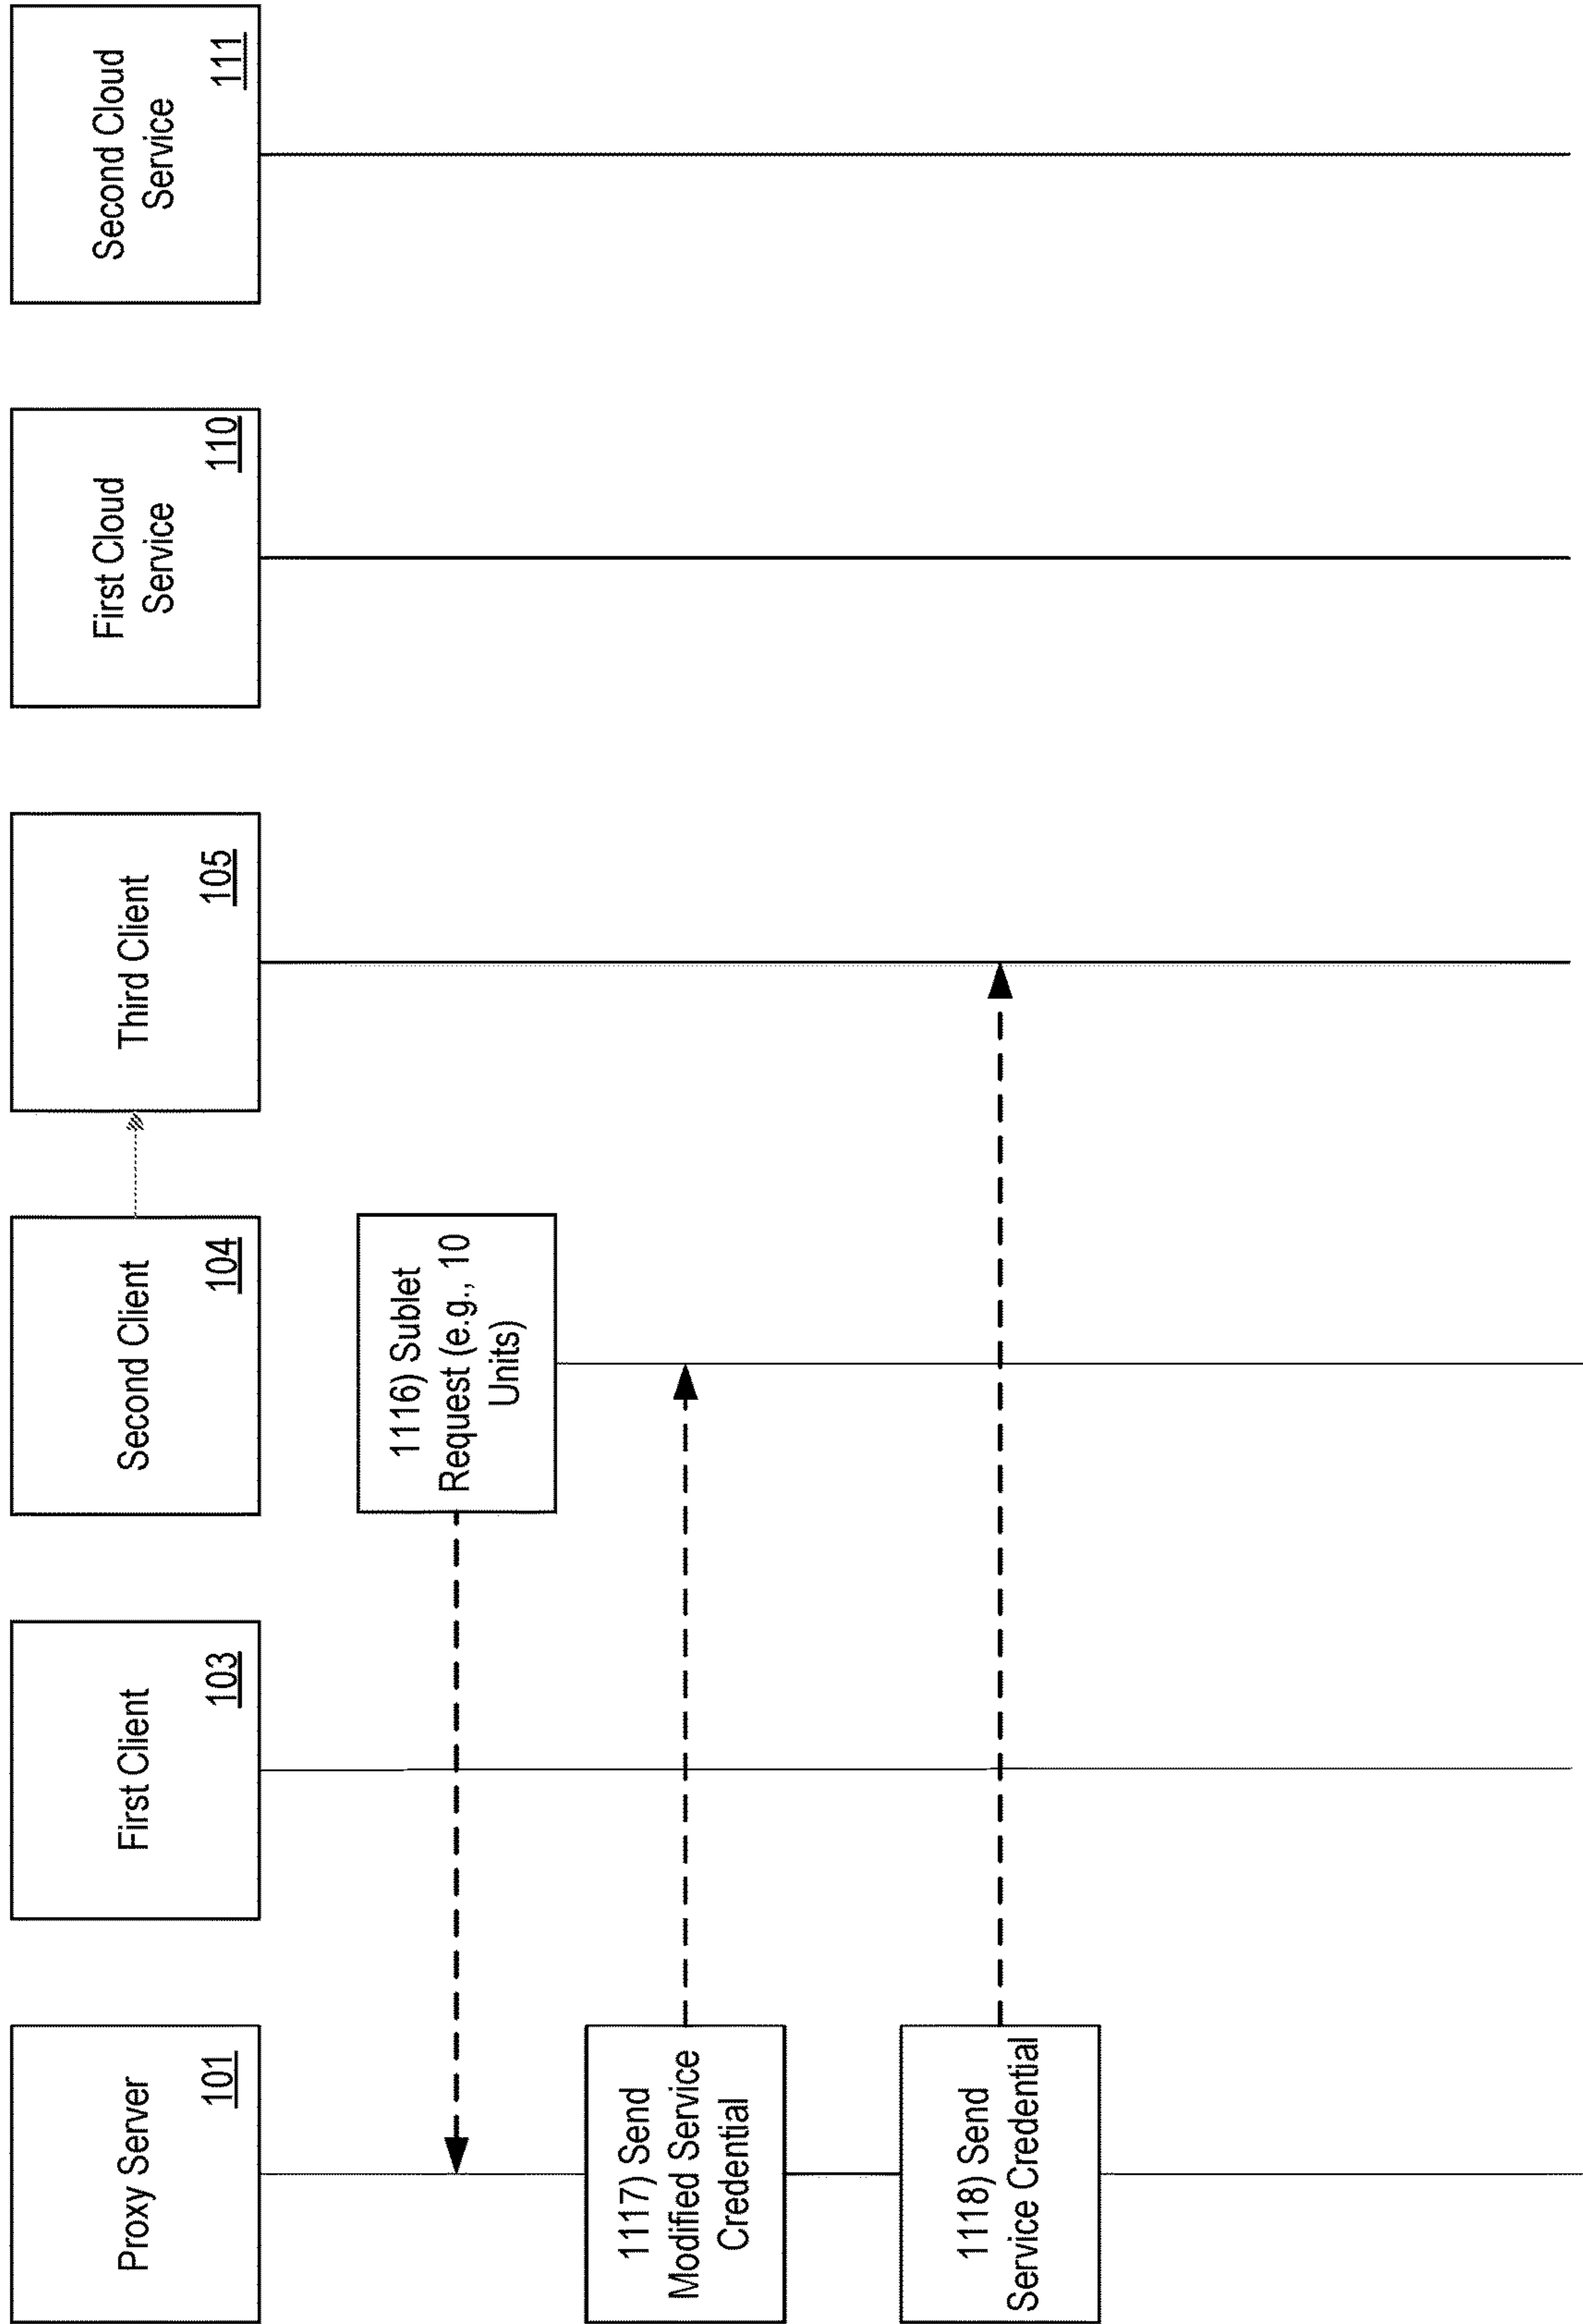 Proxy Server
101
First Client
103
Second Client
104
Third Client
105
First Cloud
Service
110
Second Cloud
Service
111
1116) Sublet
Request (e.g., 10
Units)
1117) Send
Modified Service
Credential
1118) Send
Service Credential